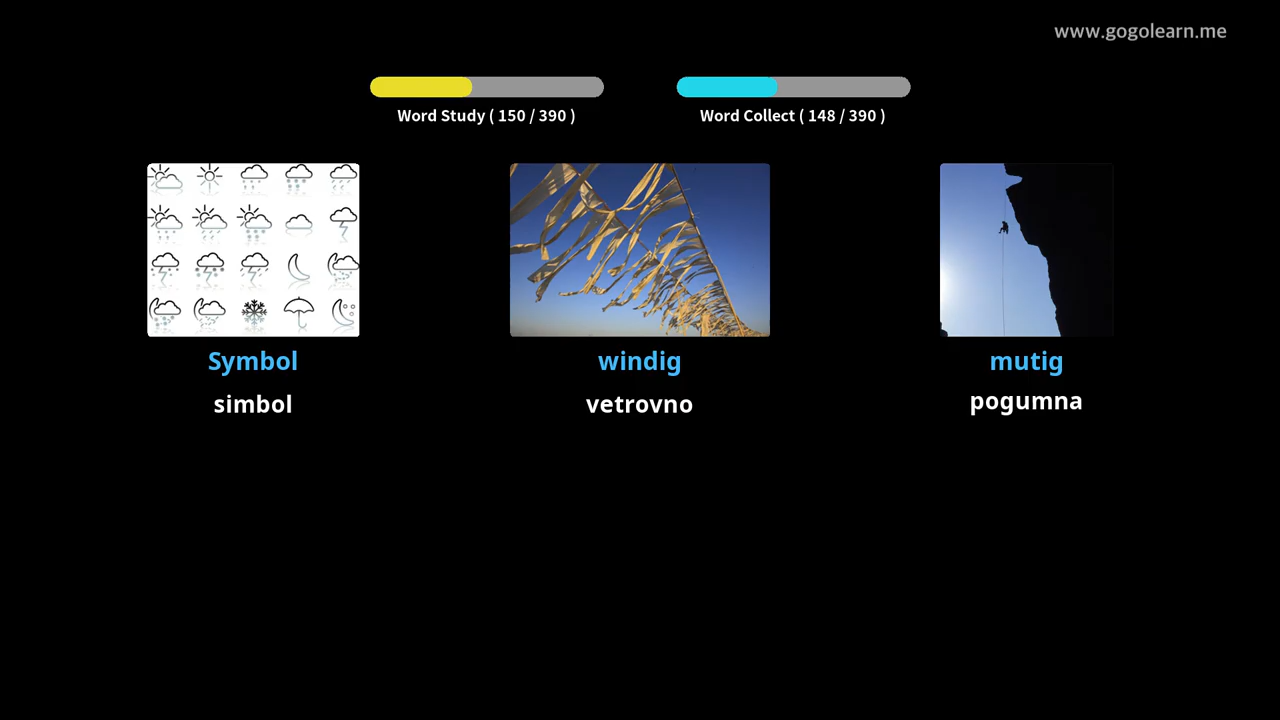 www.gogolearn.me
Word Study ( 150 / 390 )
Word Collect ( 148 / 390 )
Symbol
simbol
windig
vetrovno
mutig
pogumna